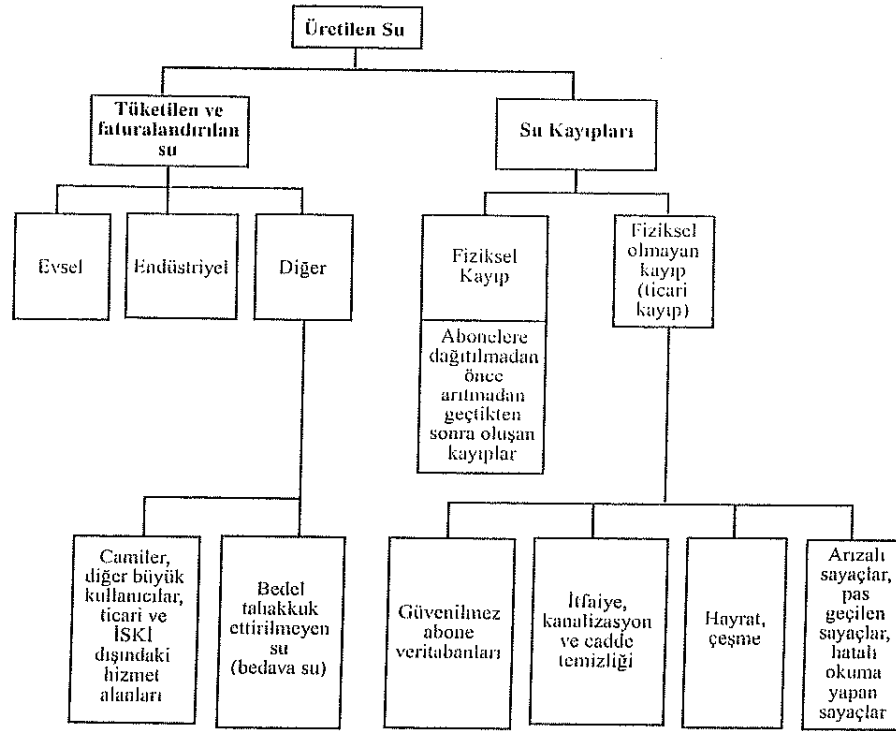 Üretilen Su
Tüketilen ve
faturalandırılan
su
Su Kayıpları
Evsel
Endüstriyel
Diğer
Fiziksel
Kayıp
Fiziksel
olmayan
kayıp
(ticari
kayıp)
Abonelere
dağıtılmadan
önce
arıtmadan
geçtikten
sonra oluşan
kayıplar
Camiler,
diğer büyük
kullanıcılar,
ticari ve
İSKİ
dışındaki
hizmet
alanları
Bedel
tahakkuk
ettirilmeyen
su
(bedava su)
Güvenilmez
abone
veritabanları
İtfaiye,
kanalizasyon
ve cadde
temizliği
Hayrat,
çeşme
Arızalı
sayaçlar,
pas
geçilen
sayaçlar,
hatalı
okuma
yapan
sayaçlar